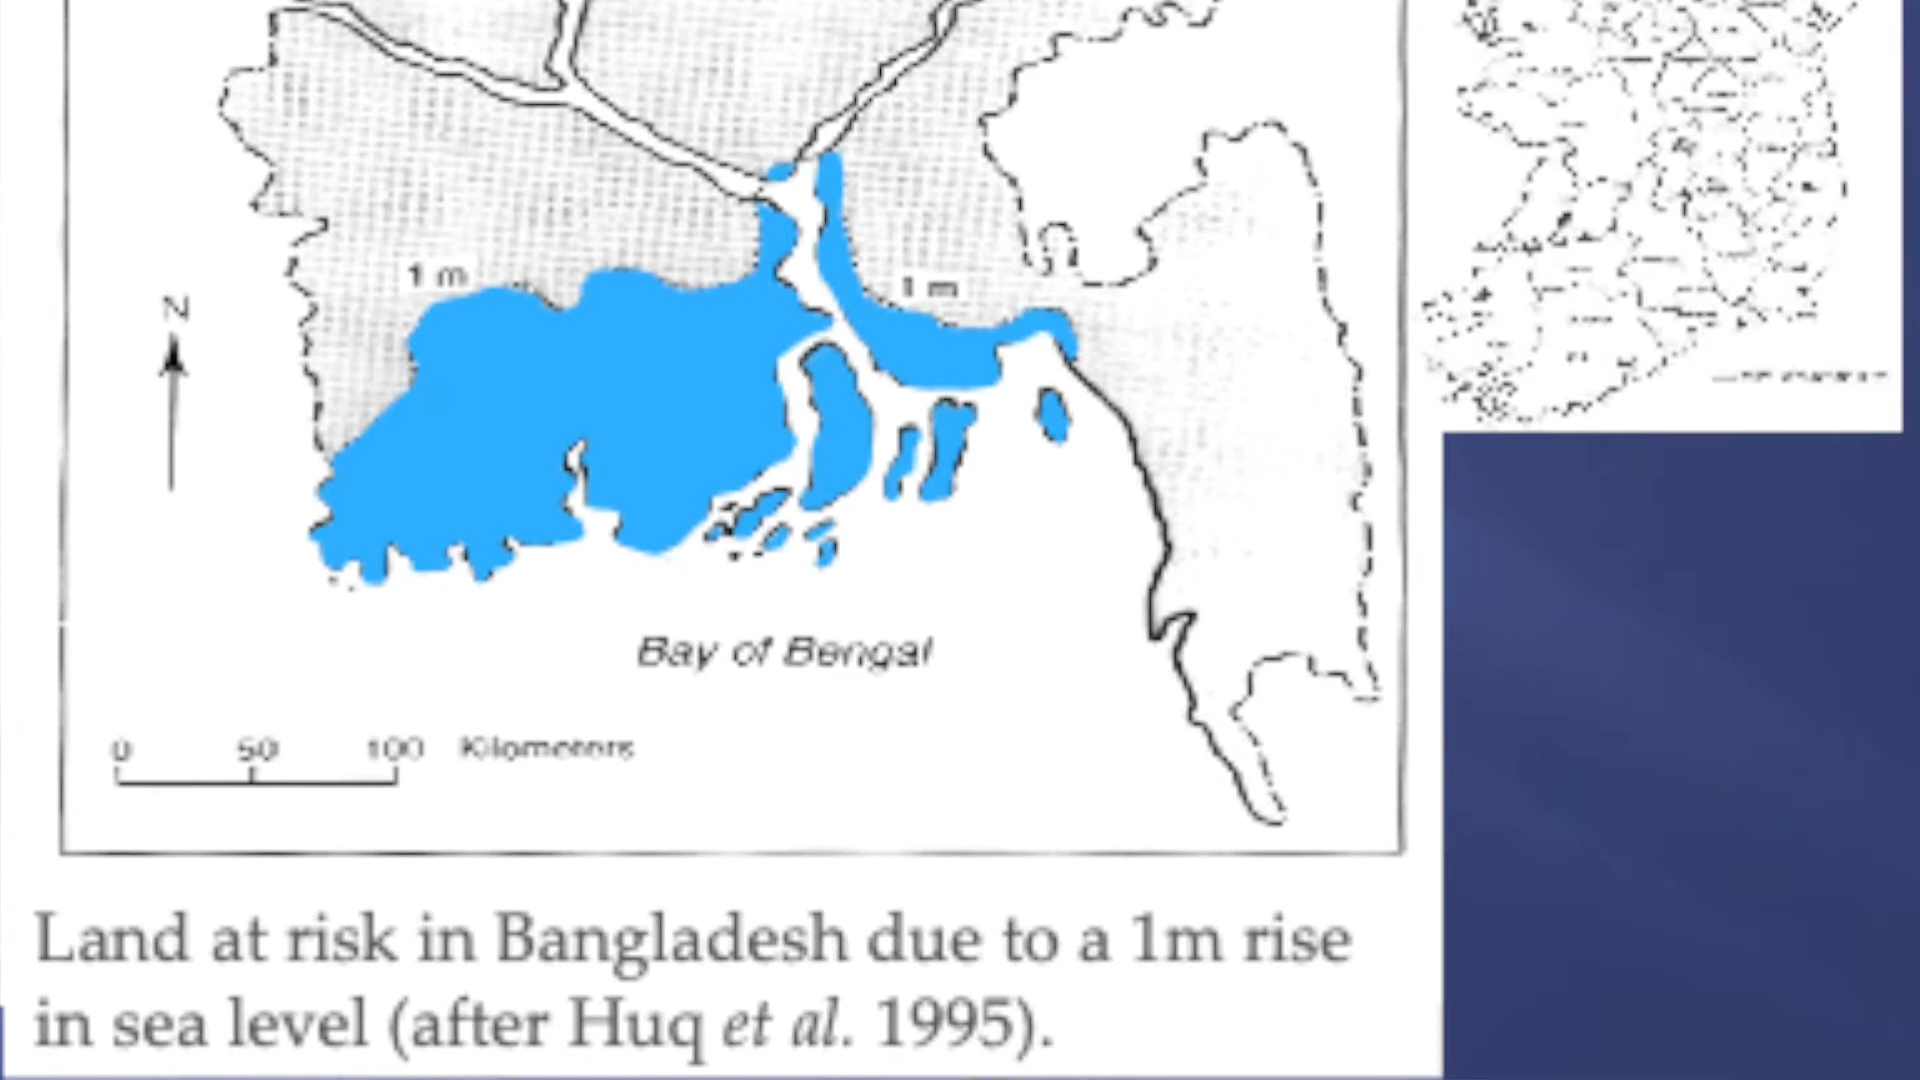 1 m
1 m
N
Bay of Bengal
0 50 100 Kilometers
Land at risk in Bangladesh due to a 1m rise
in sea level (after Huq et al. 1995).